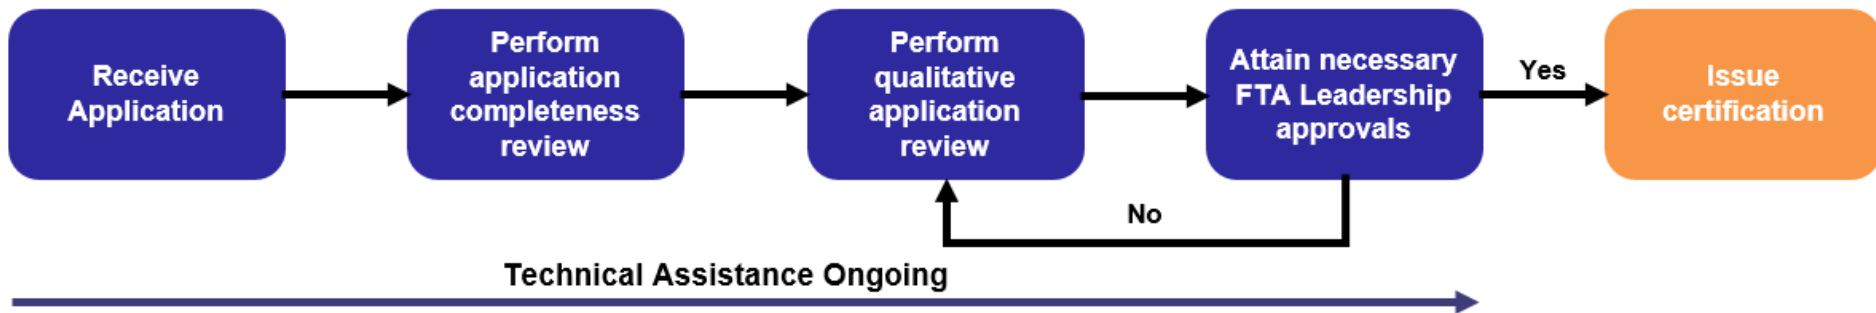 Receive
Application
Perform
application
completeness
review
Perform
qualitative
application
review
Attain necessary
FTA Leadership
approvals
Yes
Issue
certification
No
Technical Assistance Ongoing